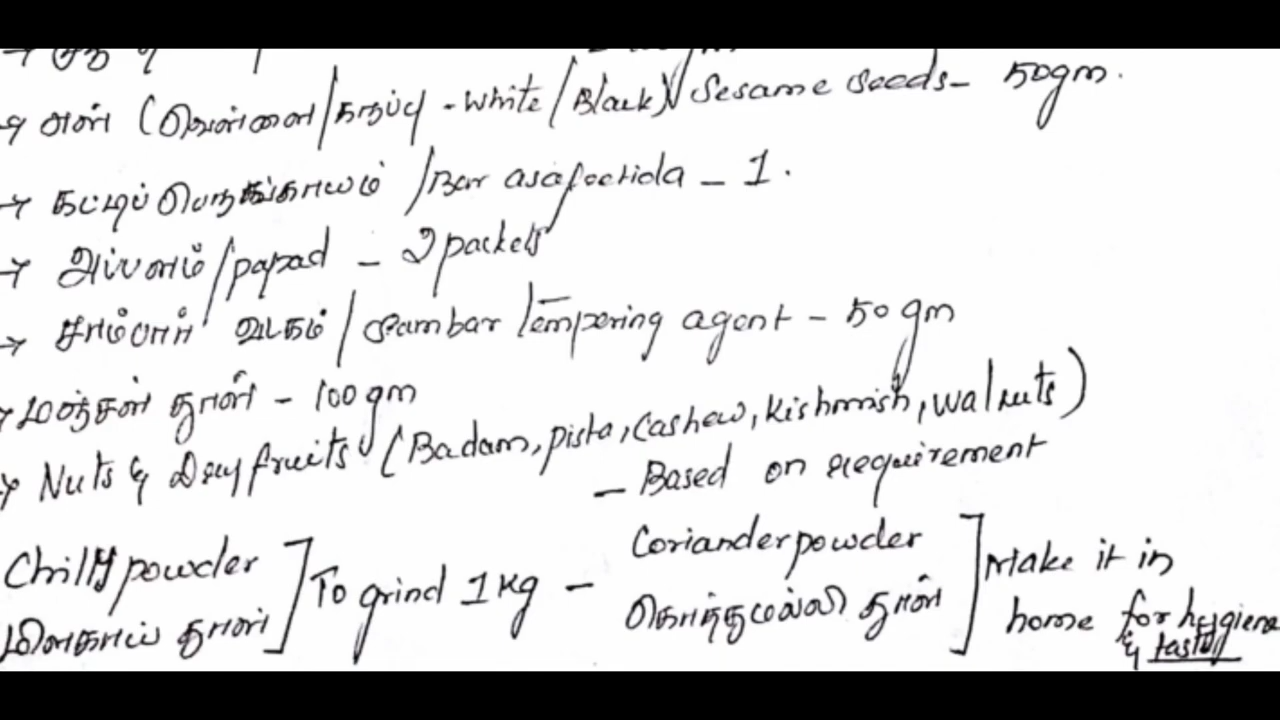 → எள் (வெள்ளை/கருப்பு - white/Black)/Sesame seeds - 50gm.
→ கட்டிப் பெருங்காயம் /Bar asafoetida - 1.
→ அப்பளம்/papad - 2 packets
→ சாம்பார் வடகம்/Sambar Tempering agent - 50 gm
→ மஞ்சள் தூள் - 100 gm
→ Nuts & Dry fruits (Badam, pista, Cashew, Kishmish, walnuts)
- Based on requirement
Chilly powder
மிளகாய் தூள் ] To grind 1 Kg -
Coriander powder
கொத்தமல்லி தூள் ] Make it in
home for hygiene
& tasty